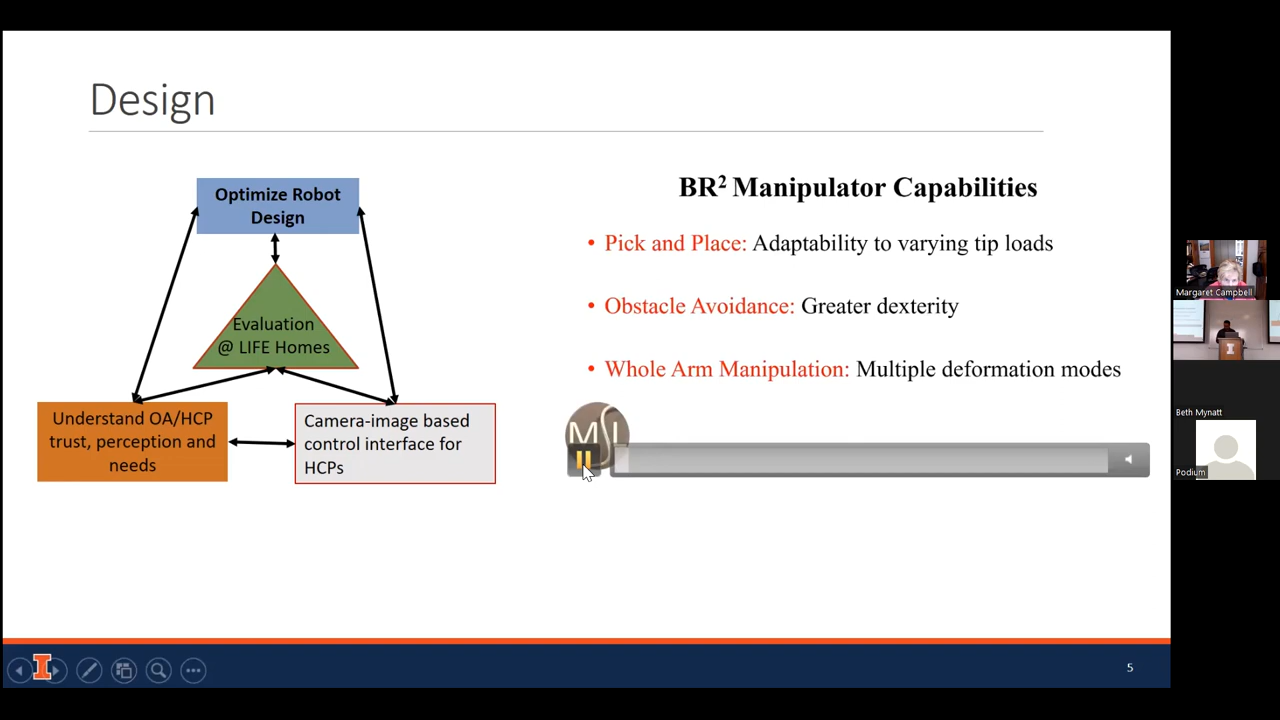 Design
Optimize Robot
Design
Evaluation
@ LIFE Homes
Understand OA/HCP
trust, perception and
needs
Camera-image based
control interface for
HCPs
BR² Manipulator Capabilities
• Pick and Place: Adaptability to varying tip loads
• Obstacle Avoidance: Greater dexterity
• Whole Arm Manipulation: Multiple deformation modes
MSL
I
5
Margaret Campbell
I
Beth Mynatt
Podium